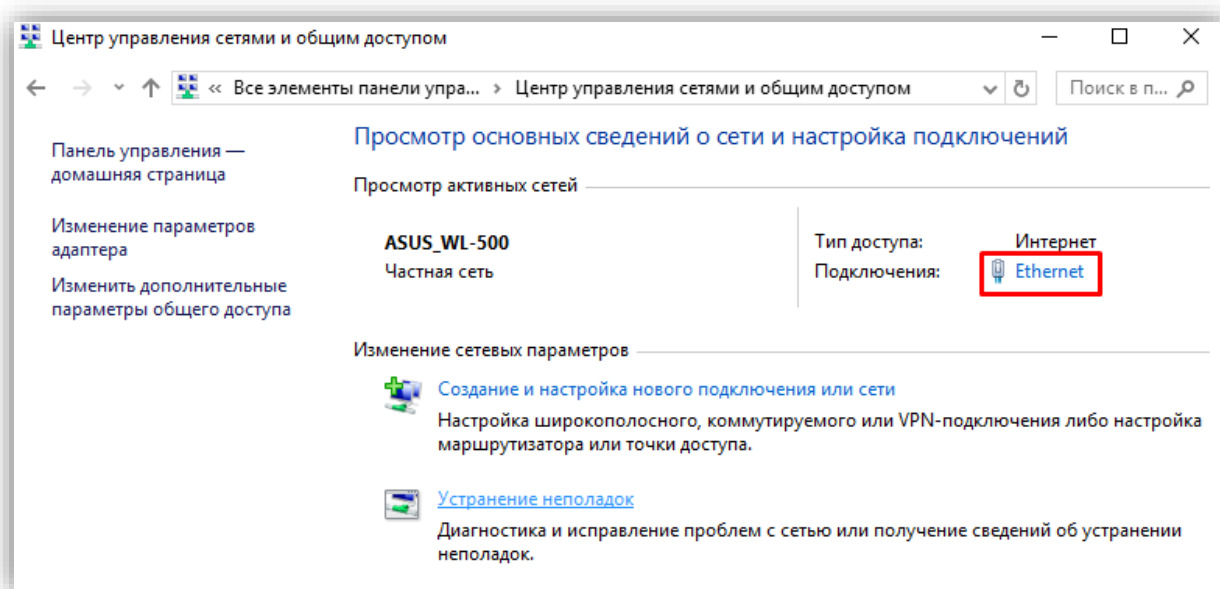 Центр управления сетями и общим доступом
« Все элементы панели упра... › Центр управления сетями и общим доступом
Поиск в п...
Панель управления —
домашняя страница
Изменение параметров
адаптера
Изменить дополнительные
параметры общего доступа
Просмотр основных сведений о сети и настройка подключений
Просмотр активных сетей
ASUS_WL-500
Частная сеть
Тип доступа: Интернет
Подключения: Ethernet
Изменение сетевых параметров
Создание и настройка нового подключения или сети
Настройка широкополосного, коммутируемого или VPN-подключения либо настройка
маршрутизатора или точки доступа.
Устранение неполадок
Диагностика и исправление проблем с сетью или получение сведений об устранении
неполадок.